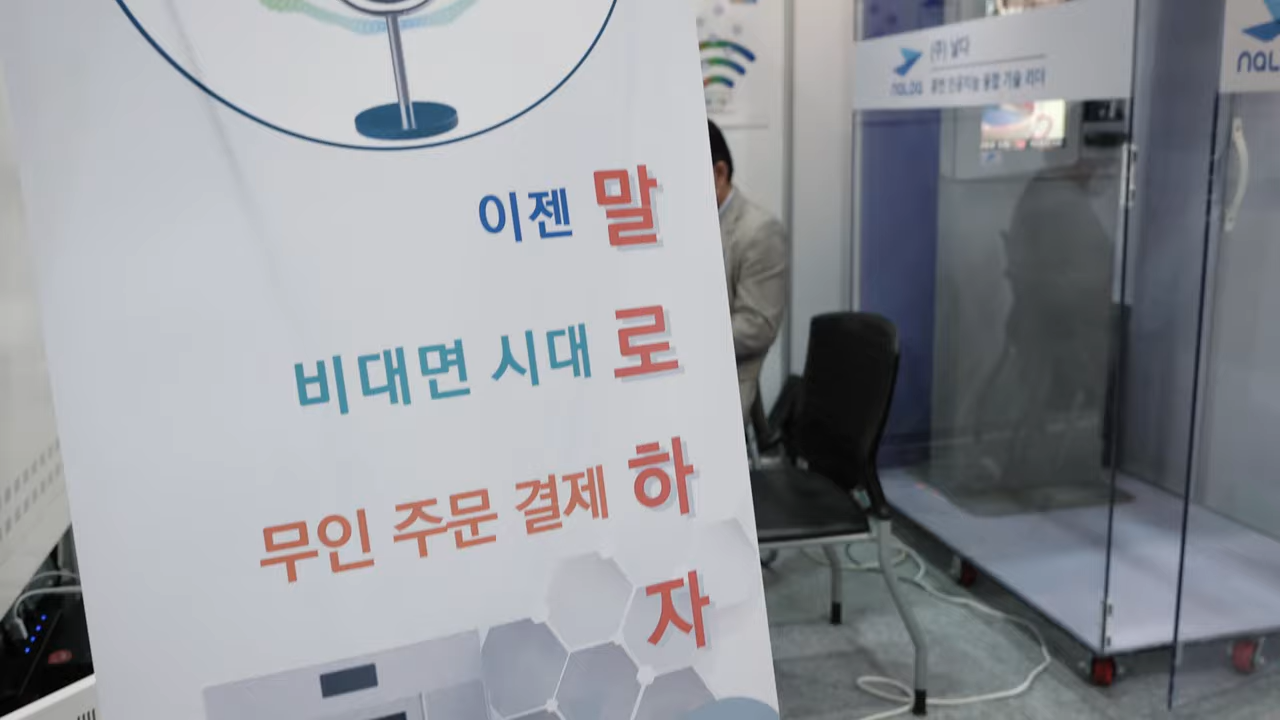 이젠 말
비대면 시대 로
무인 주문 결제 하
자
(주) 날다
NALDA